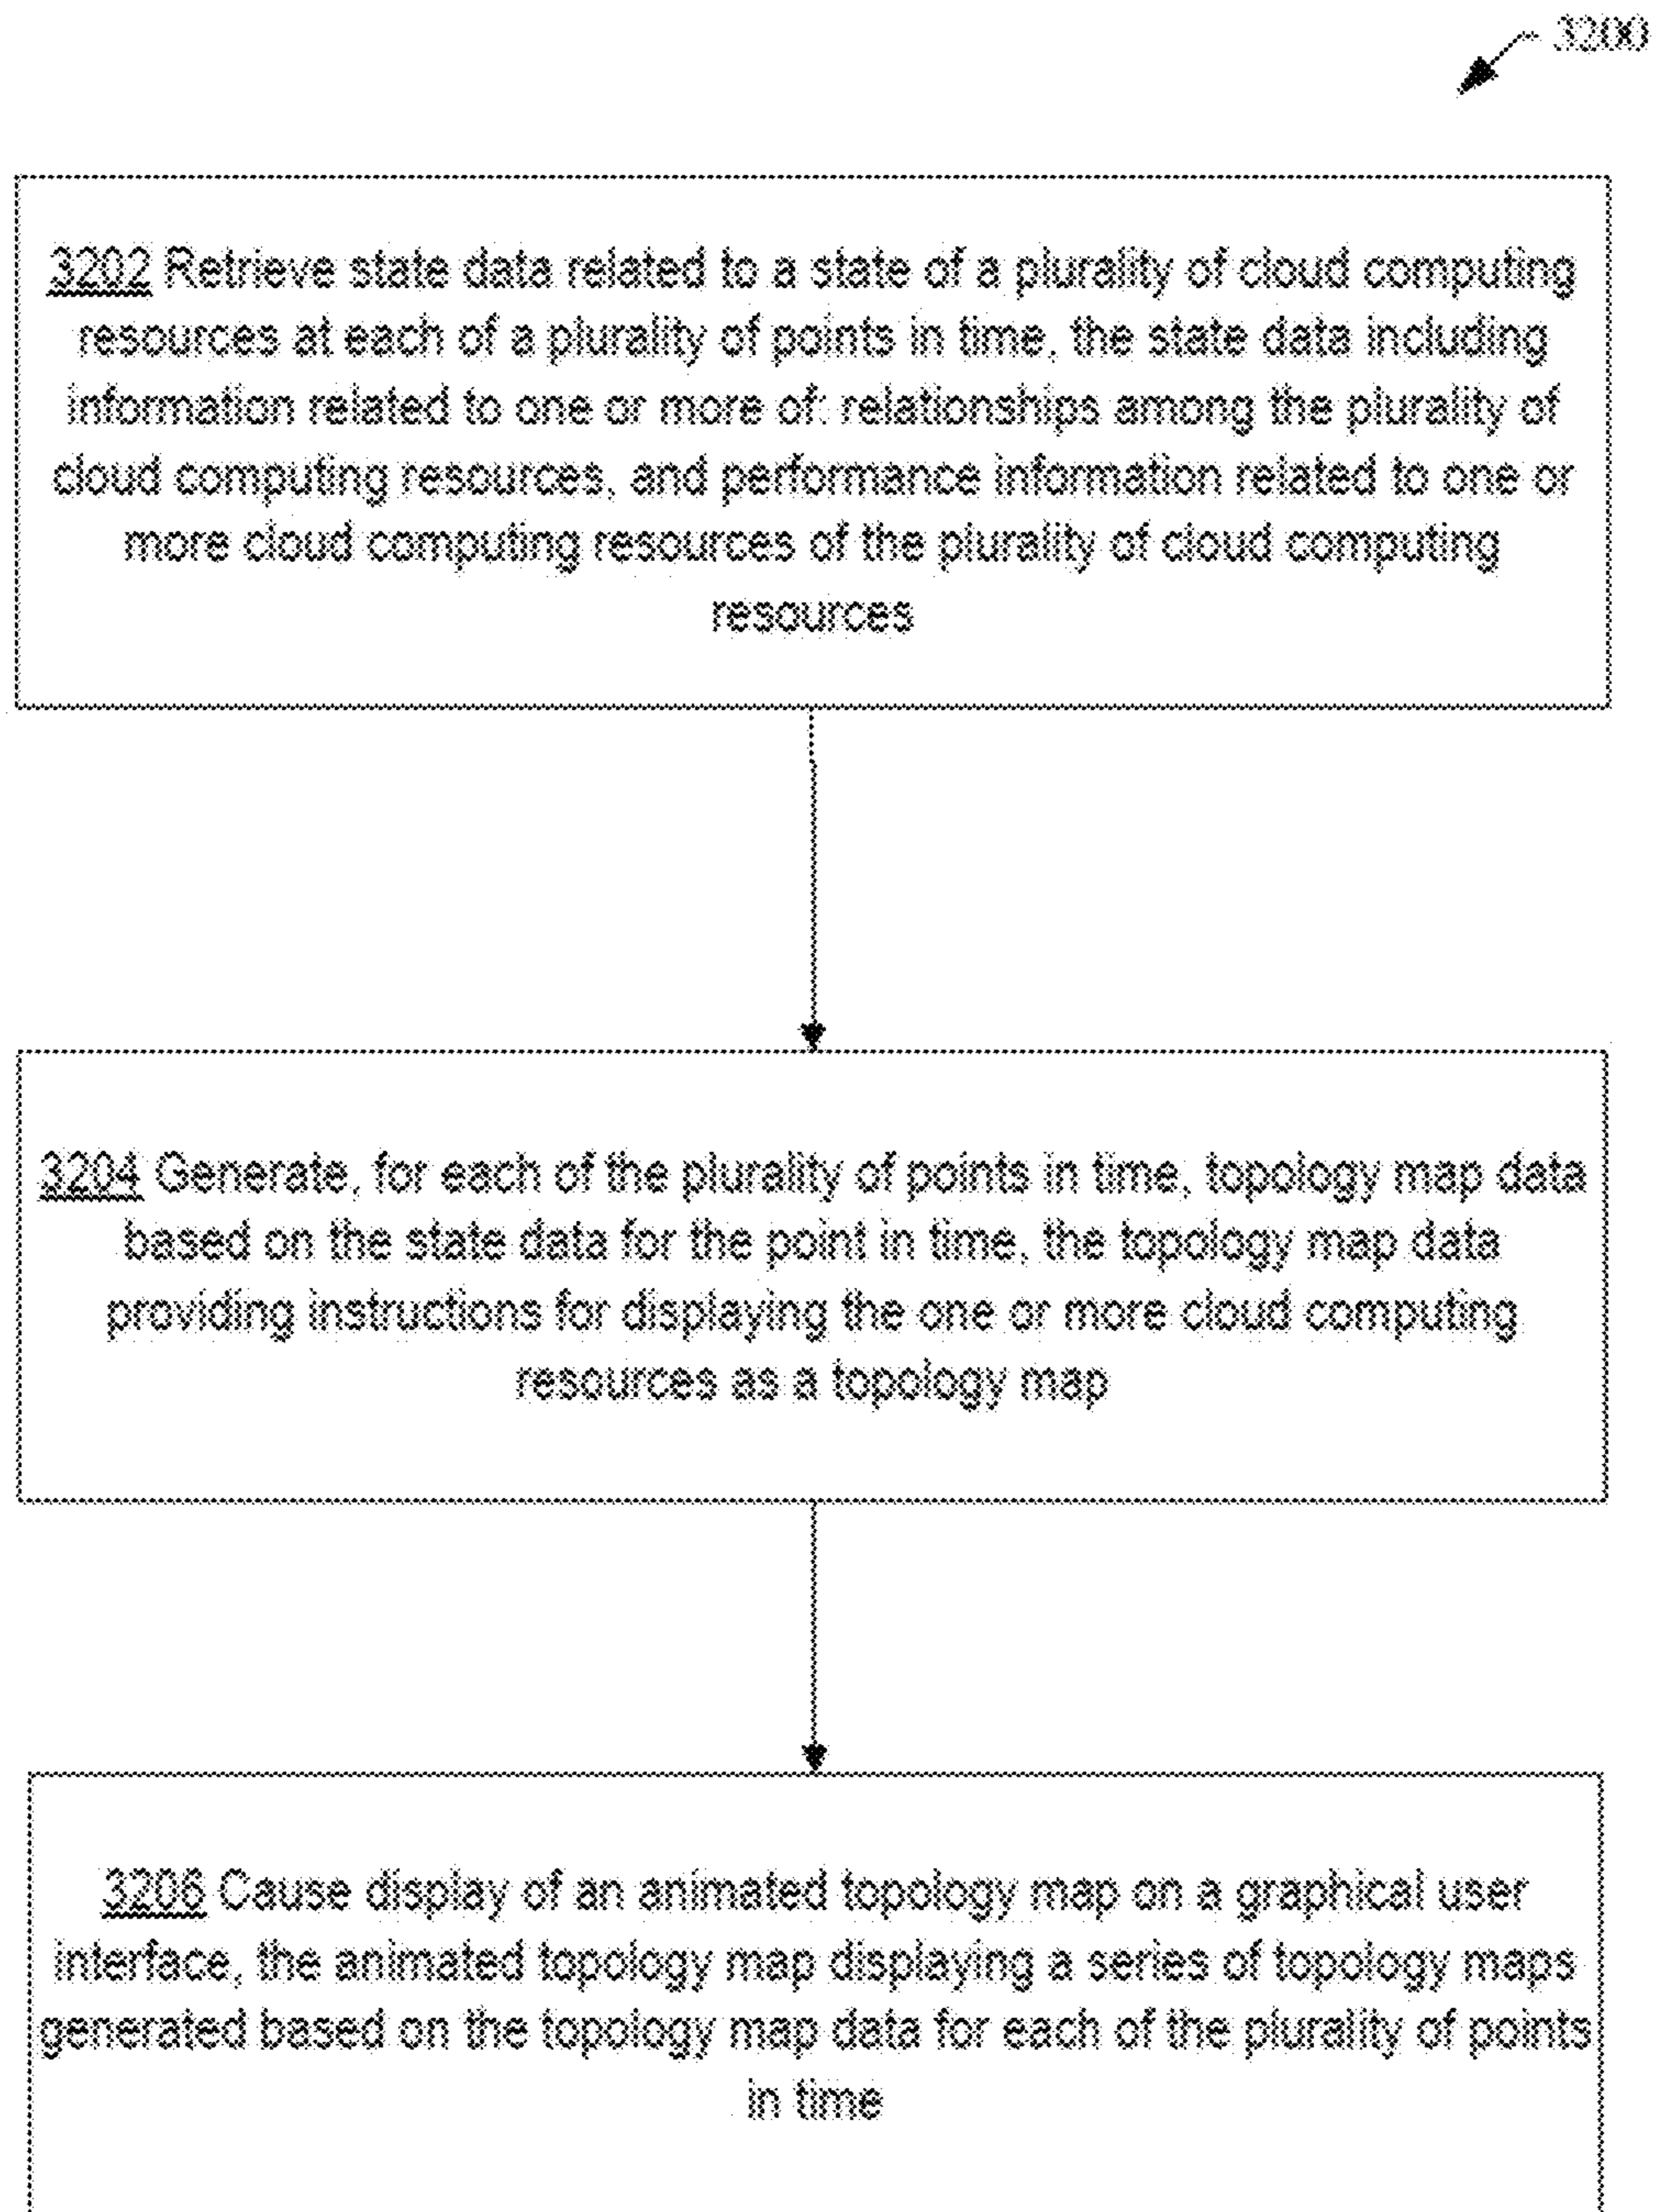 3200
3202 Retrieve state data related to a state of a plurality of cloud computing
resources at each of a plurality of points in time, the state data including
information related to one or more of: relationships among the plurality of
cloud computing resources, and performance information related to one or
more cloud computing resources of the plurality of cloud computing
resources
3204 Generate, for each of the plurality of points in time, topology map data
based on the state data for the point in time, the topology map data
providing instructions for displaying the one or more cloud computing
resources as a topology map
3206 Cause display of an animated topology map on a graphical user
interface, the animated topology map displaying a series of topology maps
generated based on the topology map data for each of the plurality of points
in time